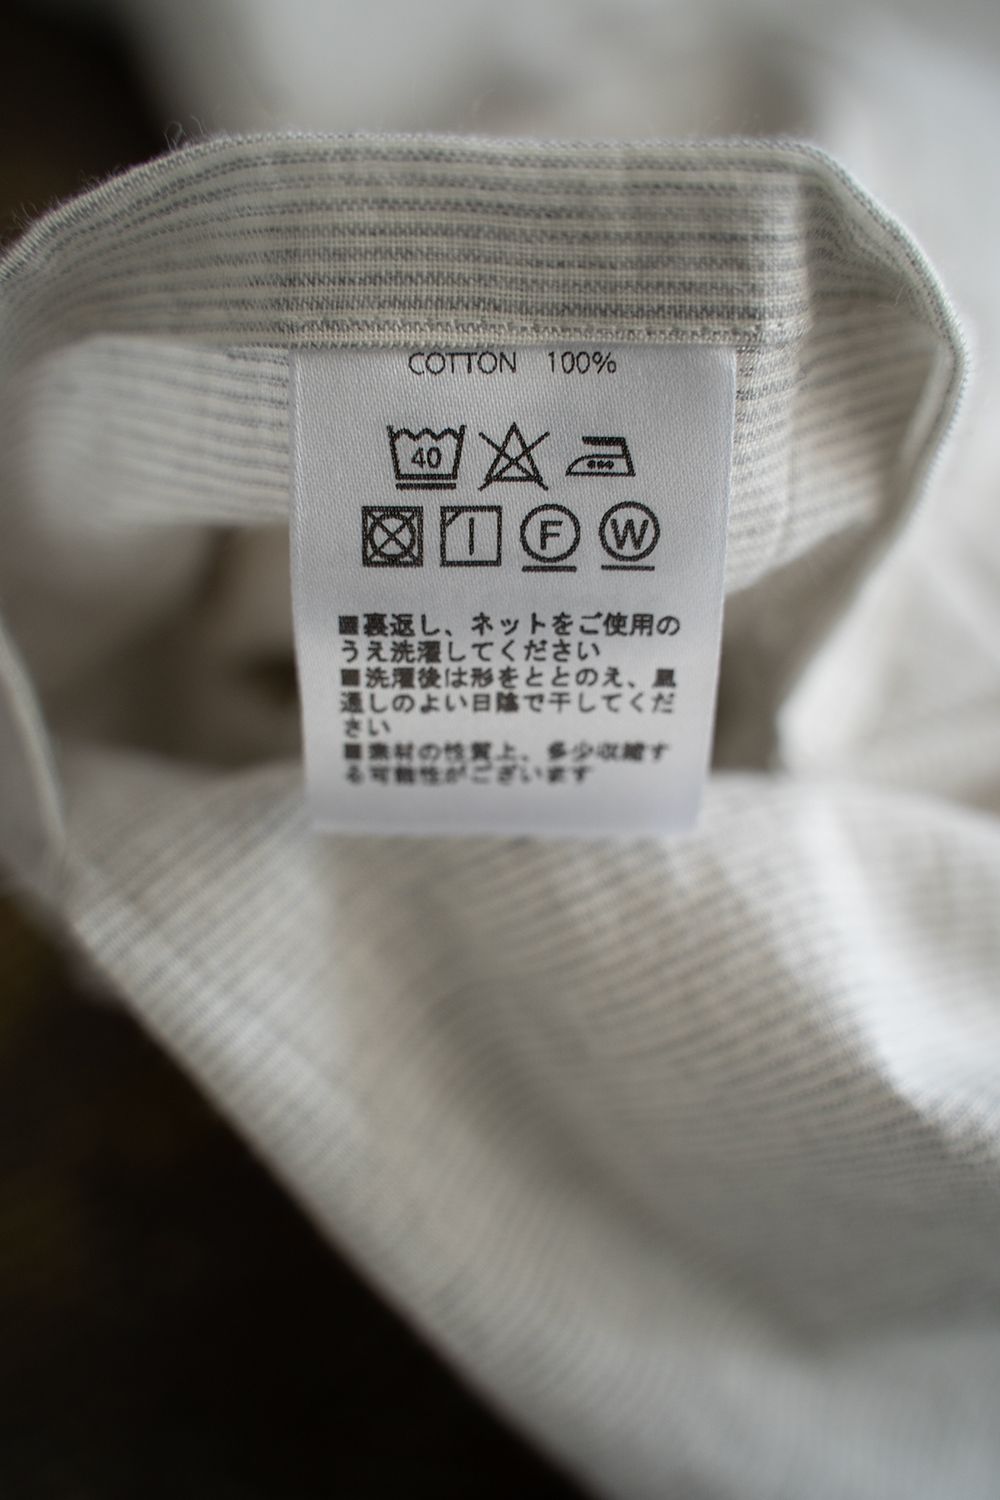 COTTON 100%
40
F W
■裏返し、ネットをご使用の
うえ洗濯してください
■洗濯後は形をととのえ、風
通しのよい日陰で干してくだ
さい
■素材の性質上、多少収縮す
る可能性がございます